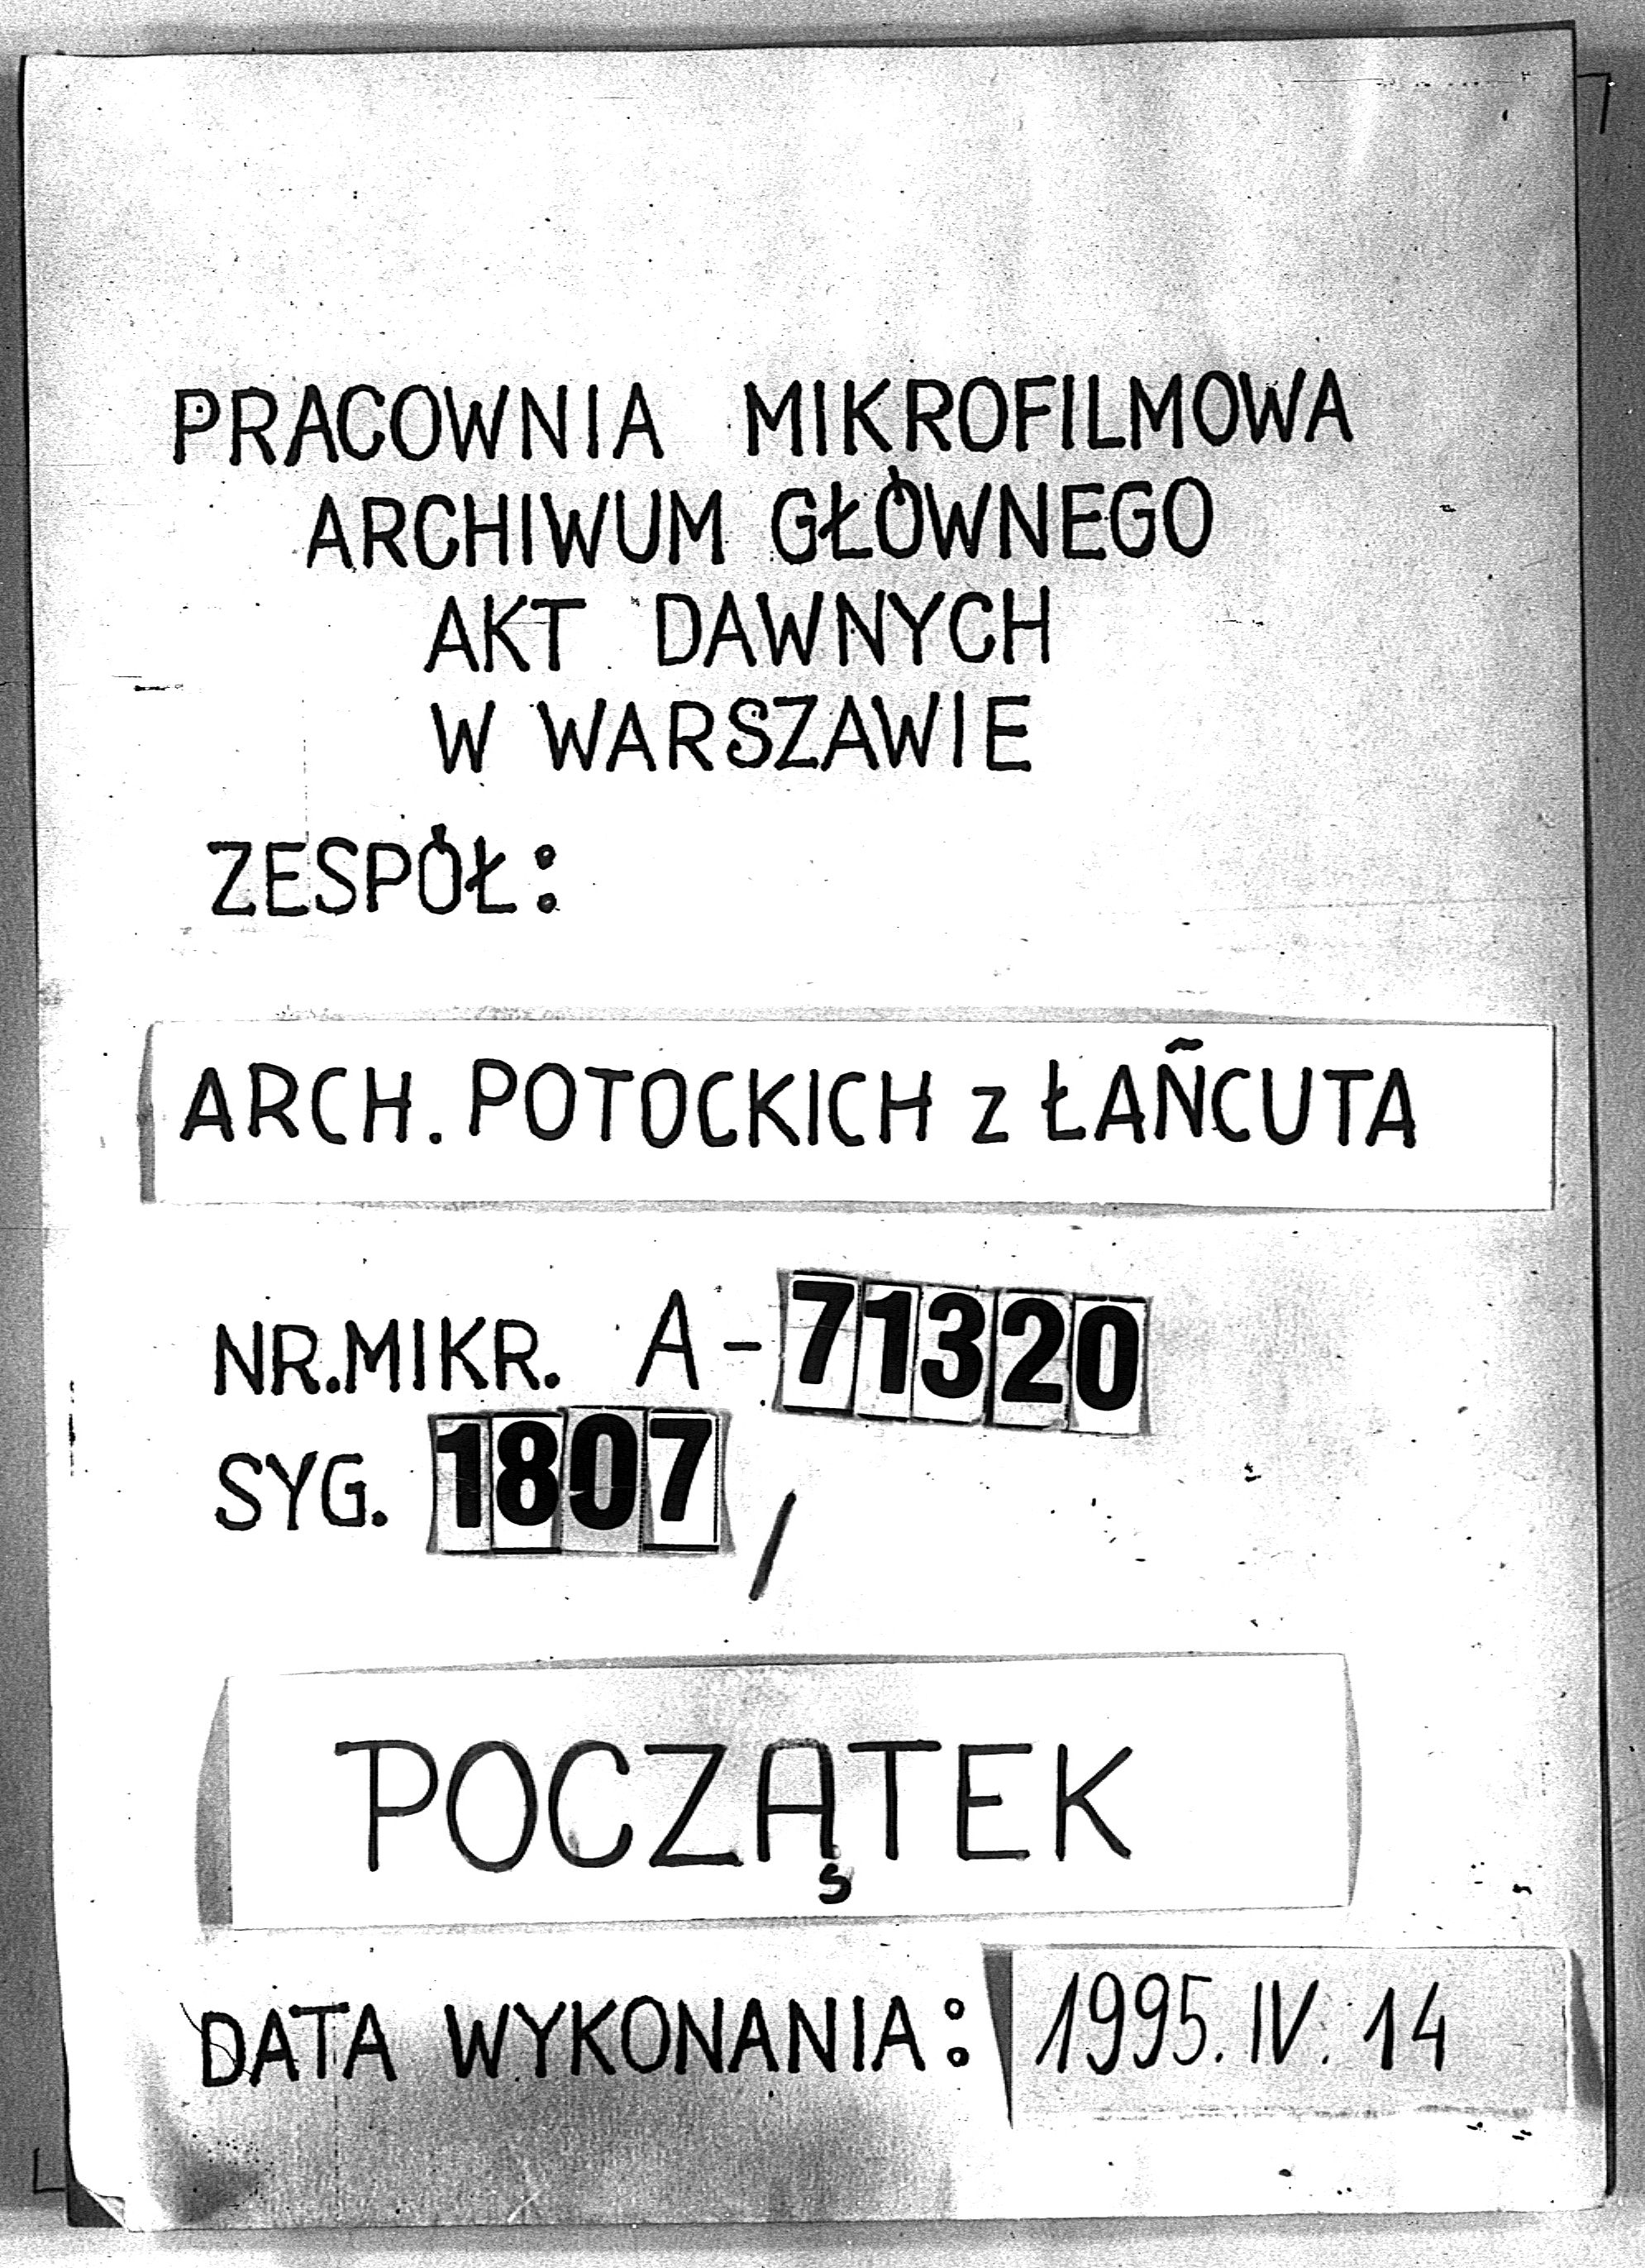 PRACOWNIA MIKROFILMOWA
ARCHIWUM GŁÓWNEGO
AKT DAWNYCH
W WARSZAWIE
ZESPÓŁ:
ARCH. POTOCKICH z ŁAŃCUTA
NR.MIKR. A-71320
SYG. 1807/
POCZĄTEK
DATA WYKONANIA: 1995.IV.14